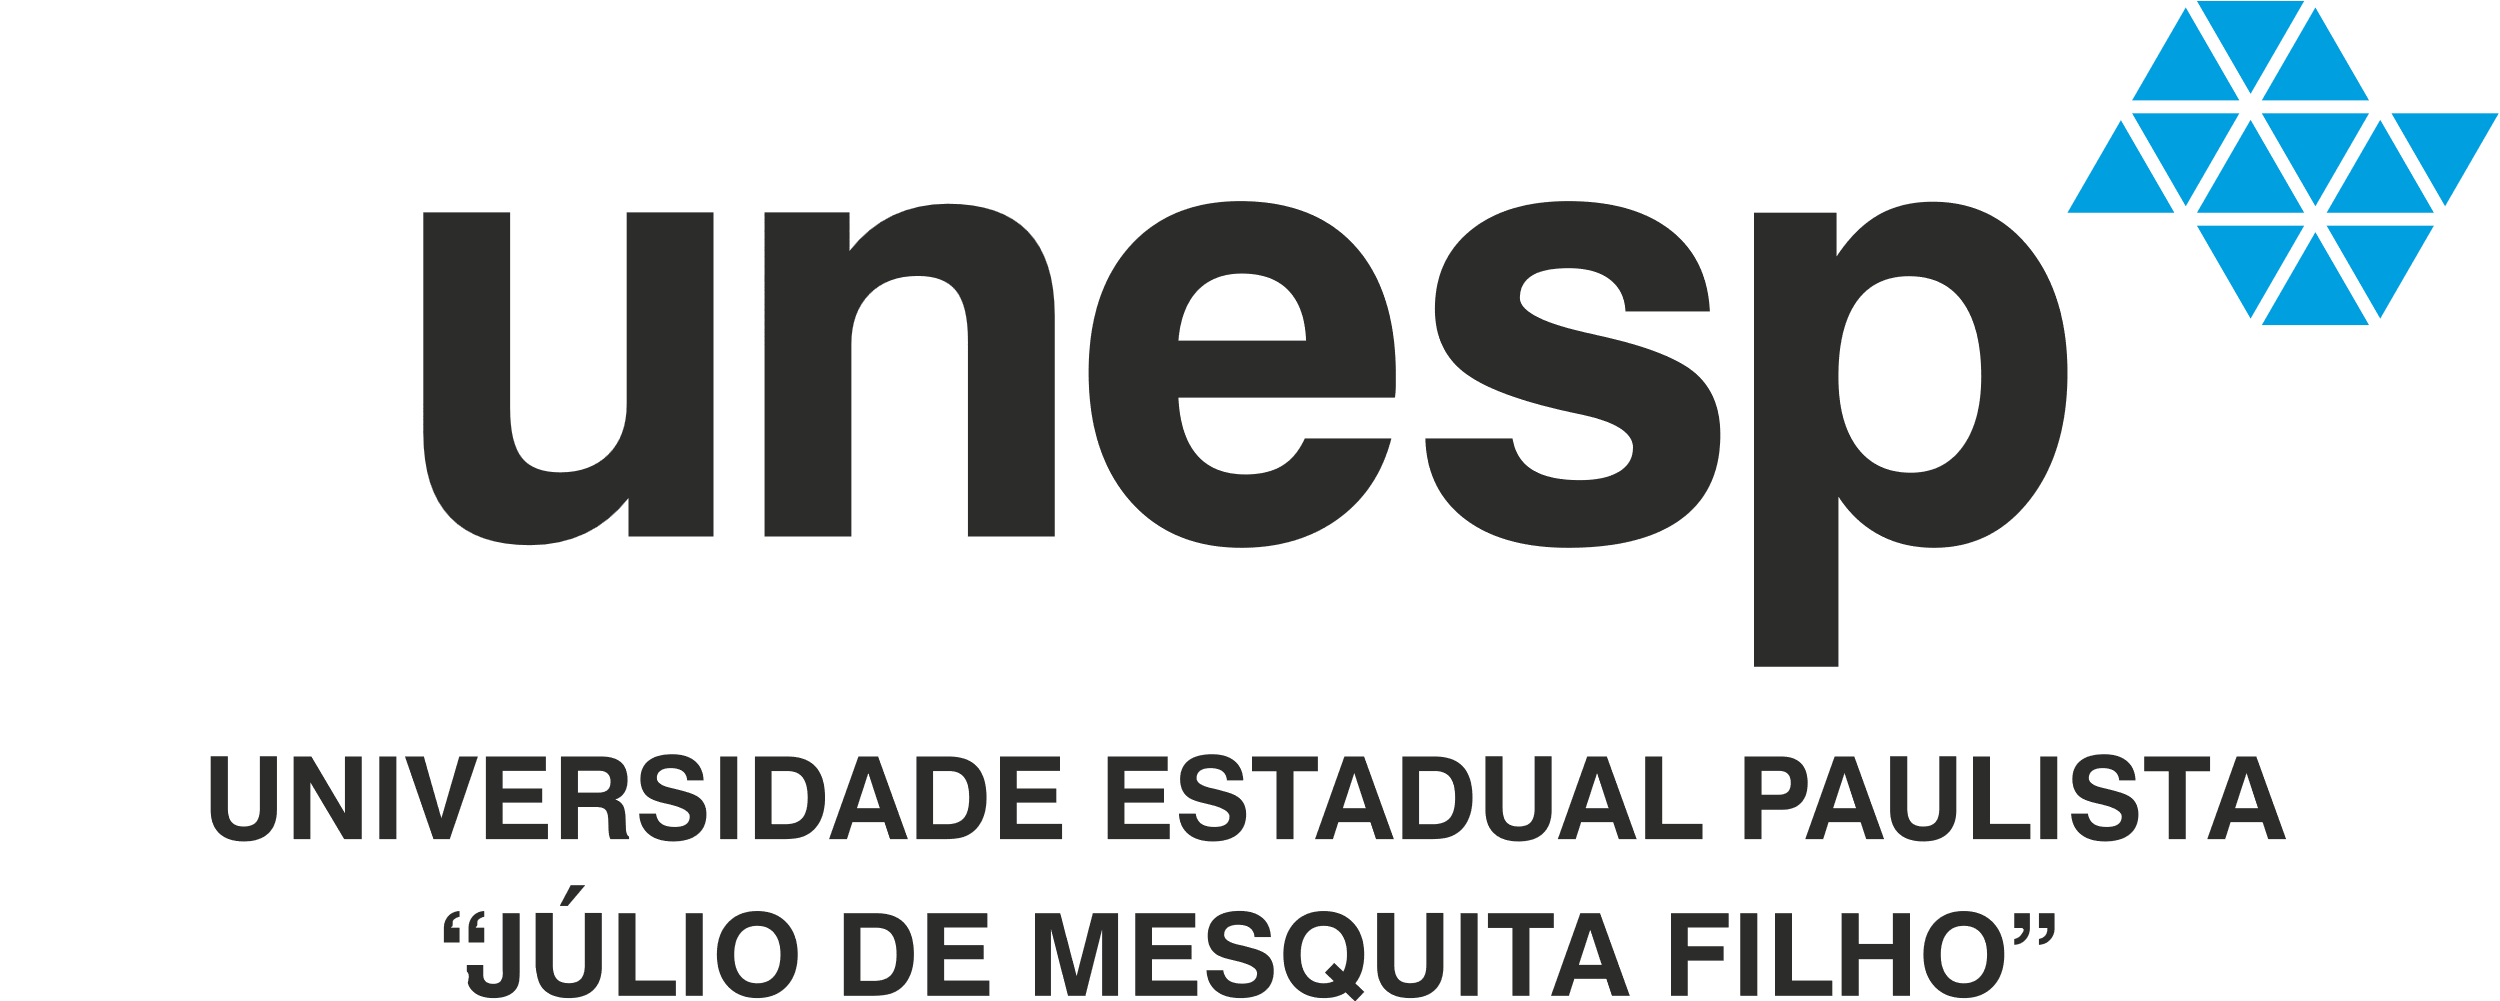 unesp
UNIVERSIDADE ESTADUAL PAULISTA
“JÚLIO DE MESQUITA FILHO”